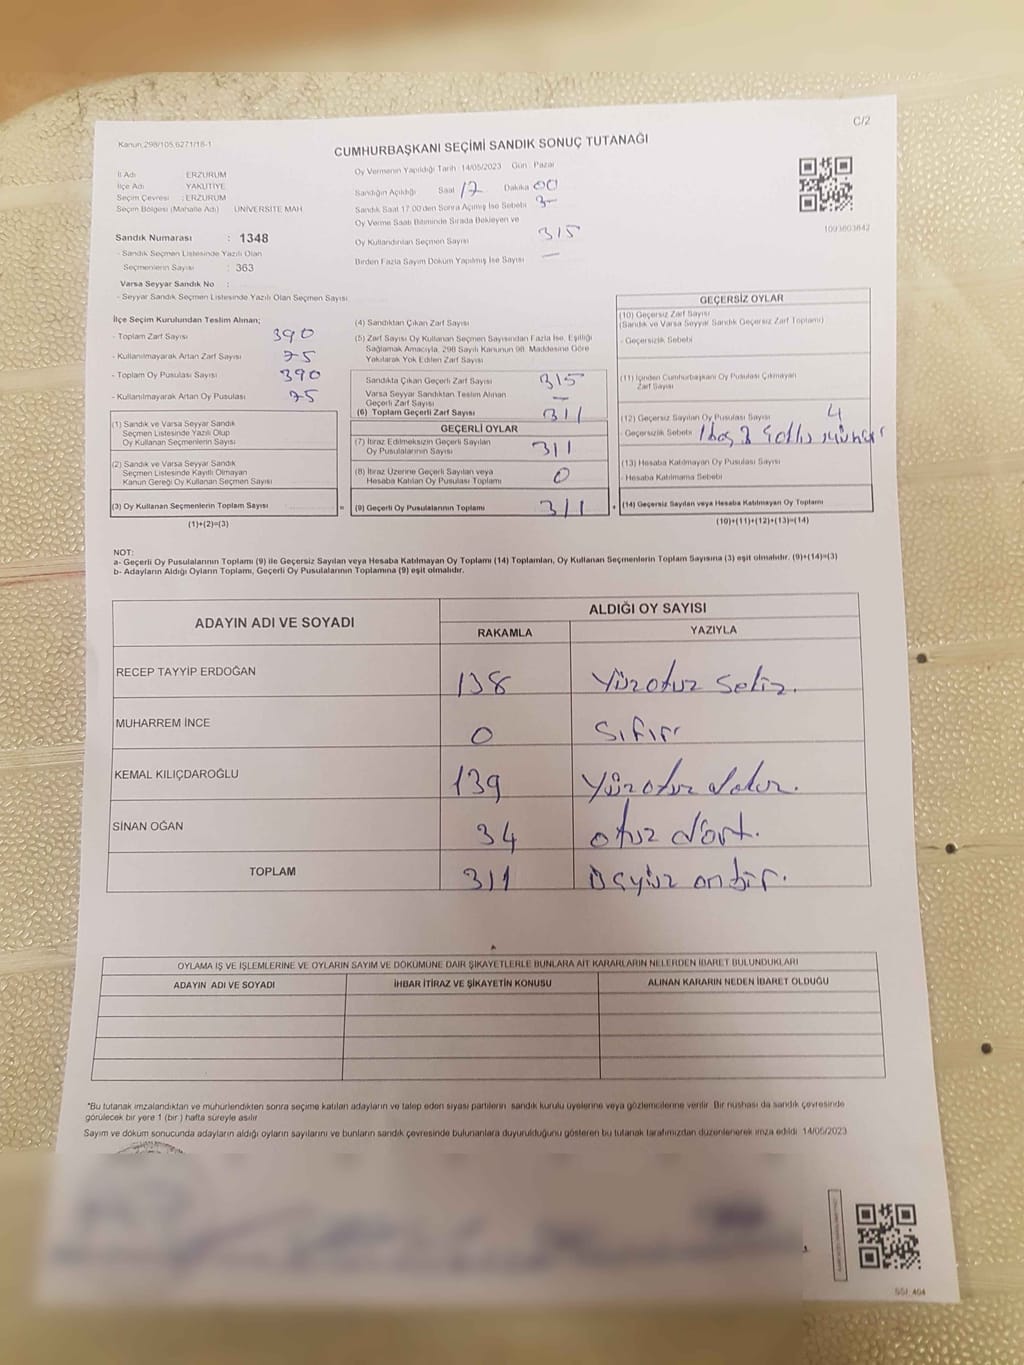 C/2
Kanun:298/105,6271/18-1
CUMHURBAŞKANI SEÇİMİ SANDIK SONUÇ TUTANAĞI
İl Adı : ERZURUM
İlçe Adı : YAKUTİYE
Seçim Çevresi : ERZURUM
Seçim Bölgesi (Mahalle Adı) : ÜNİVERSİTE MAH
Sandık Numarası : 1348
- Sandık Seçmen Listesinde Yazılı Olan
Seçmenlerin Sayısı : 363
Varsa Seyyar Sandık No :
- Seyyar Sandık Seçmen Listesinde Yazılı Olan Seçmen Sayısı
Oy Vermenin Yapıldığı Tarih : 14/05/2023 Gün : Pazar
Sandığın Açıldığı Saat 17 Dakika 00
Sandık Saat 17:00'den Sonra Açımış İse Sebebi
Oy Verme Saati Bitiminde Sırada Bekleyen ve
Oy Kullandırılan Seçmen Sayısı 315
Birden Fazla Sayım Döküm Yapılmış İse Sayısı —
1093603642
İlçe Seçim Kurulundan Teslim Alınan;
- Toplam Zarf Sayısı 390
- Kullanılmayarak Artan Zarf Sayısı 75
- Toplam Oy Pusulası Sayısı 390
- Kullanılmayarak Artan Oy Pusulası 75
(1) Sandık ve Varsa Seyyar Sandık
Seçmen Listesinde Yazılı Olup
Oy Kullanan Seçmenlerin Sayısı
(2) Sandık ve Varsa Seyyar Sandık
Seçmen Listesinde Kayıtlı Olmayan
Kanun Gereği Oy Kullanan Seçmen Sayısı
(3) Oy Kullanan Seçmenlerin Toplam Sayısı
(1)+(2)=(3)
(4) Sandıktan Çıkan Zarf Sayısı
(5) Zarf Sayısı Oy Kullanan Seçmen Sayısından Fazla İse, Eşitliği
Sağlamak Amacıyla, 298 Sayılı Kanunun 98. Maddesine Göre
Yakılarak Yok Edilen Zarf Sayısı
Sandıkta Çıkan Geçerli Zarf Sayısı 315
Varsa Seyyar Sandıktan Teslim Alınan
Geçerli Zarf Sayısı —
(6) Toplam Geçerli Zarf Sayısı 311
GEÇERLİ OYLAR
(7) İtiraz Edilmeksizin Geçerli Sayılan
Oy Pusulalarının Sayısı 311
(8) İtiraz Üzerine Geçerli Sayılan veya
Hesaba Katılan Oy Pusulası Toplamı 0
= (9) Geçerli Oy Pusulalarının Toplamı 311
GEÇERSİZ OYLAR
(10) Geçersiz Zarf Sayısı
(Sandık ve Varsa Seyyar Sandık Geçersiz Zarf Toplamı)
- Geçersizlik Sebebi
(11) İçinden Cumhurbaşkanı Oy Pusulası Çıkmayan
Zarf Sayısı
(12) Geçersiz Sayılan Oy Pusulası Sayısı 4
- Geçersizlik Sebebi 1 boş 3 mühür
(13) Hesaba Katılmayan Oy Pusulası Sayısı
- Hesaba Katılmama Sebebi
+ (14) Geçersiz Sayılan veya Hesaba Katılmayan Oy Toplamı
(10)+(11)+(12)+(13)=(14)
NOT:
a- Geçerli Oy Pusulalarının Toplamı (9) ile Geçersiz Sayılan veya Hesaba Katılmayan Oy Toplamı (14) Toplamları, Oy Kullanan Seçmenlerin Toplam Sayısına (3) eşit olmalıdır. (9)+(14)=(3)
b- Adayların Aldığı Oyların Toplamı, Geçerli Oy Pusulalarının Toplamına (9) eşit olmalıdır.
ADAYIN ADI VE SOYADI
ALDIĞI OY SAYISI
RAKAMLA YAZIYLA
RECEP TAYYİP ERDOĞAN 138 Yüzotuz sekiz.
MUHARREM İNCE 0 Sıfır
KEMAL KILIÇDAROĞLU 139 Yüzotuz dokuz.
SİNAN OĞAN 34 otuz dört.
TOPLAM 311 Üçyüz onbir.
OYLAMA İŞ VE İŞLEMLERİNE VE OYLARIN SAYIM VE DÖKÜMÜNE DAİR ŞİKAYETLERLE BUNLARA AİT KARARLARIN NELERDEN İBARET BULUNDUKLARI
ADAYIN ADI VE SOYADI İHBAR İTİRAZ VE ŞİKAYETİN KONUSU ALINAN KARARIN NEDEN İBARET OLDUĞU
"Bu tutanak imzalandıktan ve mühürlendikten sonra seçime katılan adayların ve talep eden siyasi partilerin sandık kurulu üyelerine veya gözlemcilerine verilir. Bir nüshası da sandık çevresinde
görülecek bir yere 1 (bir) hafta süreyle asılır.
Sayım ve döküm sonucunda adayların aldığı oyların sayılarını ve bunların sandık çevresinde bulunanlara duyurulduğunu gösteren bu tutanak tarafımızdan düzenlenerek imza edildi. 14/05/2023
SSI_404